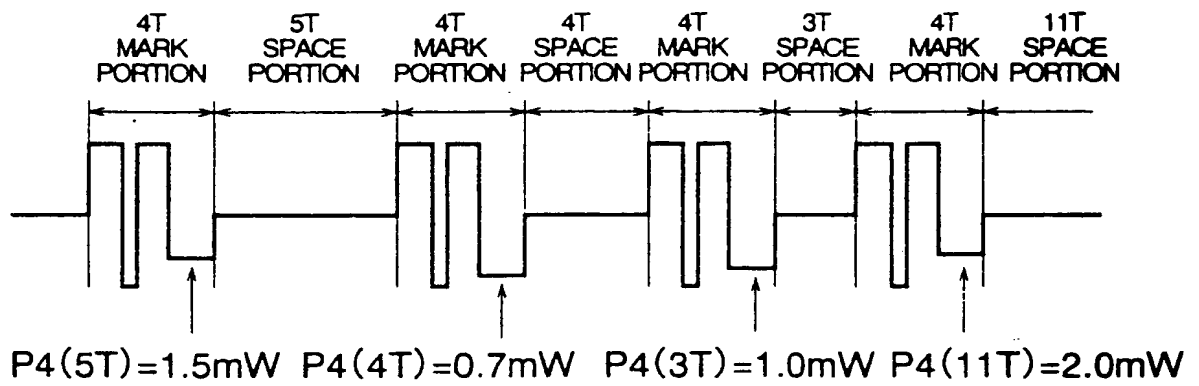 4T 5T 4T 4T 4T 3T 4T 11T
MARK SPACE MARK SPACE MARK SPACE MARK SPACE
PORTION PORTION PORTION PORTION PORTION PORTION PORTION PORTION
P4(5T)=1.5mW P4(4T)=0.7mW P4(3T)=1.0mW P4(11T)=2.0mW